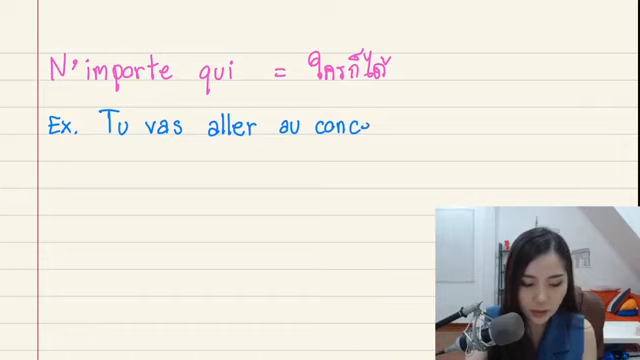 N'importe qui = ใครก็ได้
Ex. Tu vas aller au conc